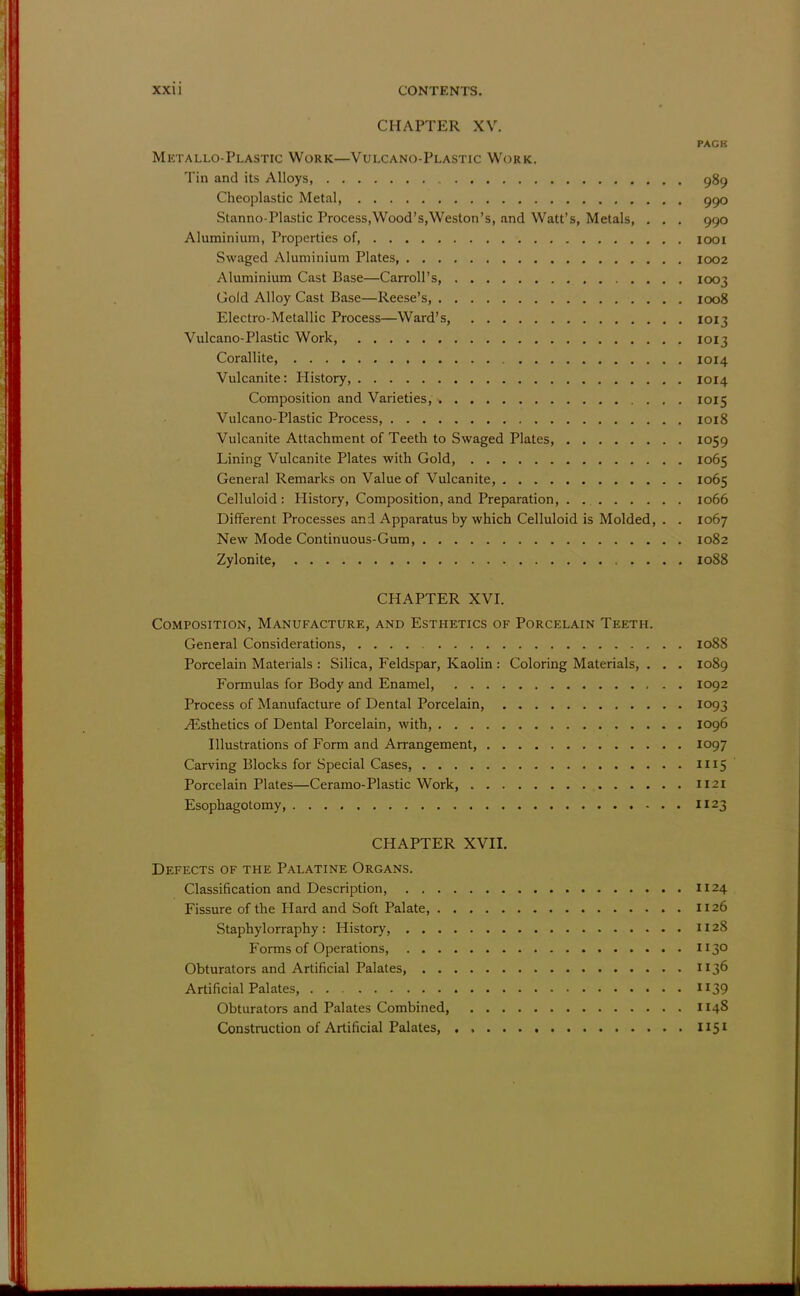 xxii CONTENTS.
CHAPTER XV.
PAGE
Metallo-Plastic Work—Vulcano-Plastic Work.
Tin and its Alloys, . . . . . . . . . . 989
Cheoplastic Metal, . . . . . . . . . . 990
Stanno-Plastic Process,Wood's,Weston's, and Watt's, Metals, . . . 990
Aluminium, Properties of, . . . . . . . . . . 1001
Swaged Aluminium Plates, . . . . . . . . . . 1002
Aluminium Cast Base—Carroll's, . . . . . . . . . . 1003
Gold Alloy Cast Base—Reese's, . . . . . . . . . . 1008
Electro-Metallic Process—Ward's, . . . . . . . . . . 1013
Vulcano-Plastic Work, . . . . . . . . . . 1013
Corallite, . . . . . . . . . . 1014
Vulcanite: History, . . . . . . . . . . 1014
Composition and Varieties, . . . . . . . . . . 1015
Vulcano-Plastic Process, . . . . . . . . . . 1018
Vulcanite Attachment of Teeth to Swaged Plates, . . . . . . . . 1059
Lining Vulcanite Plates with Gold, . . . . . . . . . . 1065
General Remarks on Value of Vulcanite, . . . . . . . . . . 1065
Celluloid : History, Composition, and Preparation, . . . . . . . . 1066
Different Processes and Apparatus by which Celluloid is Molded, . . 1067
New Mode Continuous-Gum, . . . . . . . . . . 1082
Zylonite, . . . . . . . . . . 1088
CHAPTER XVI.
Composition, Manufacture, and Esthetics of Porcelain Teeth.
General Considerations, . . . . . . . . . . 1088
Porcelain Materials : Silica, Feldspar, Kaolin : Coloring Materials, . . . 1089
Formulas for Body and Enamel, . . . . . . . . . . 1092
Process of Manufacture of Dental Porcelain, . . . . . . . . . . 1093
Æsthetics of Dental Porcelain, with, . . . . . . . . . . 1096
Illustrations of Form and Arrangement, . . . . . . . . . . 1097
Carving Blocks for Special Cases, . . . . . . . . . . 1115
Porcelain Plates—Ceramo-Plastic Work, . . . . . . . . . . 1121
Esophagotomy, . . . . . . . . . . 1123
CHAPTER XVII.
Defects of the Palatine Organs.
Classification and Description, . . . . . . . . . . 1124
Fissure of the Hard and Soft Palate, . . . . . . . . . . 1126
Staphylorraphy : History, . . . . . . . . . . 1128
Forms of Operations, . . . . . . . . . . 1130
Obturators and Artificial Palates, . . . . . . . . . . 1136
Artificial Palates, . . . . . . . . . . 1139
Obturators and Palates Combined, . . . . . . . . . . 1148
Construction of Artificial Palates, . . . . . . . . . . 1151